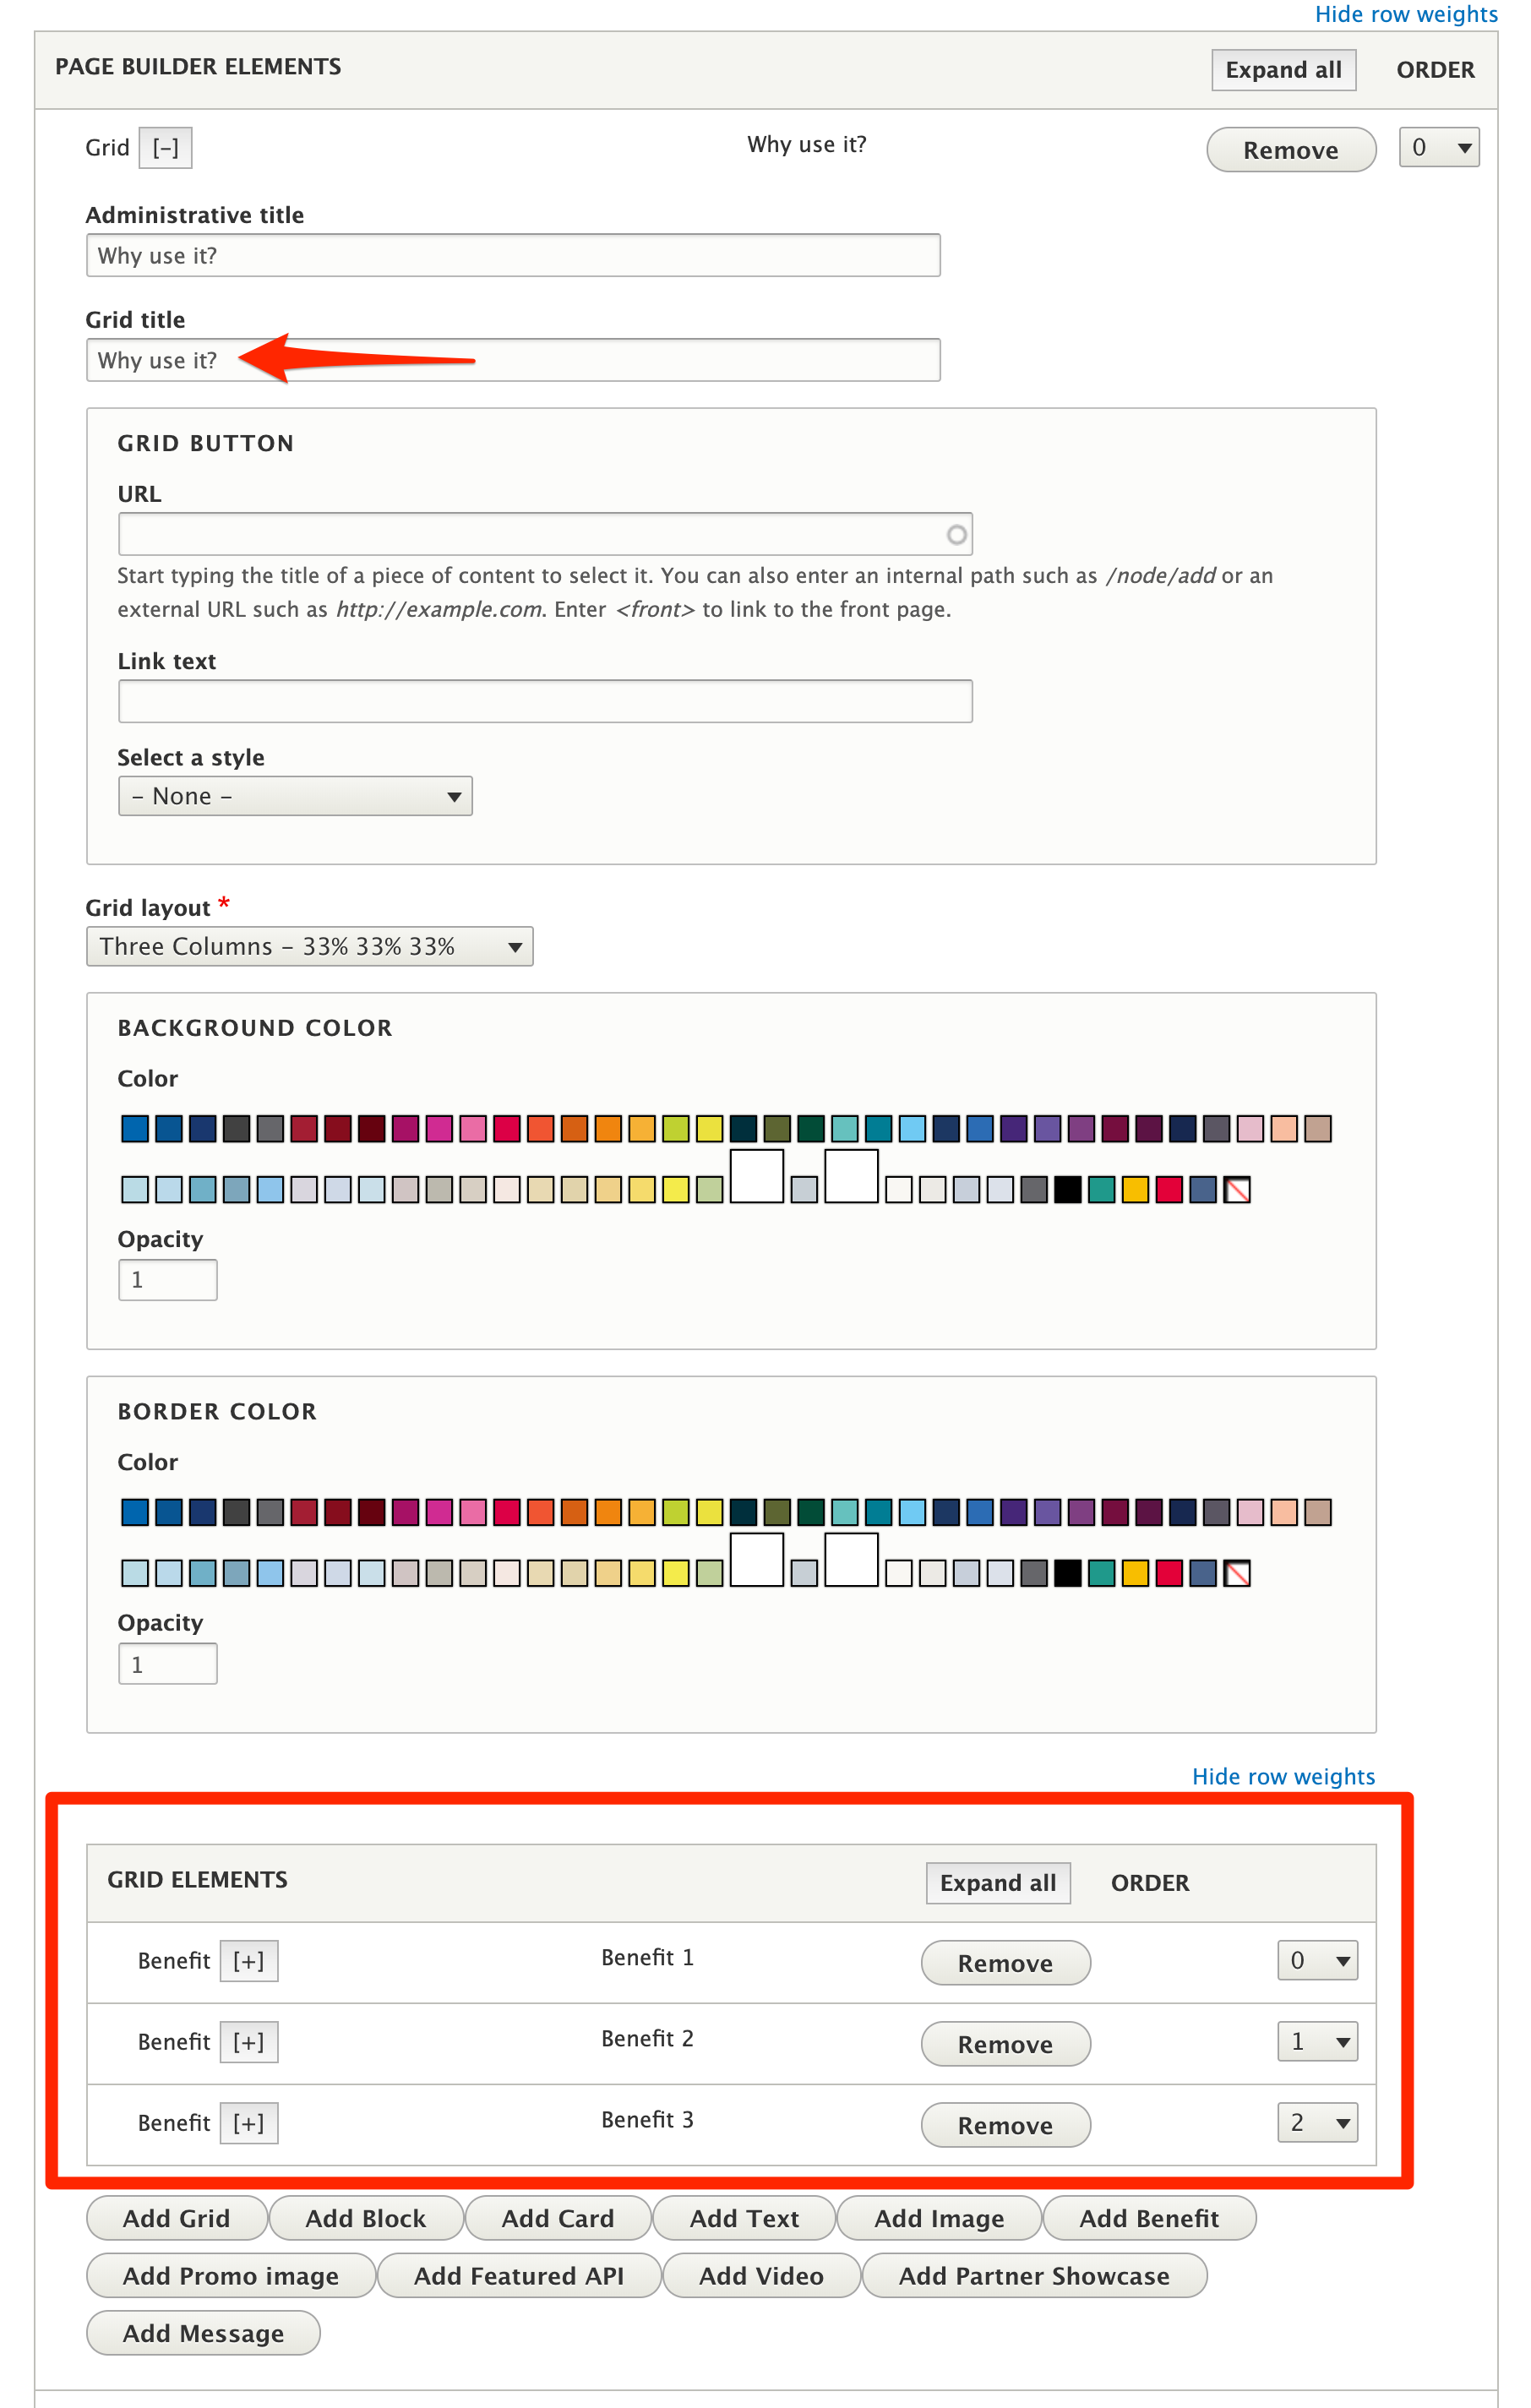 Hide row weights
PAGE BUILDER ELEMENTS Expand all ORDER
Grid [–] Why use it? Remove 0
Administrative title
Why use it?
Grid title
Why use it?
GRID BUTTON
URL
Start typing the title of a piece of content to select it. You can also enter an internal path such as /node/add or an
external URL such as http://example.com. Enter <front> to link to the front page.
Link text
Select a style
– None –
Grid layout *
Three Columns – 33% 33% 33%
BACKGROUND COLOR
Color
Opacity
1
BORDER COLOR
Color
Opacity
1
Hide row weights
GRID ELEMENTS Expand all ORDER
Benefit [+] Benefit 1 Remove 0
Benefit [+] Benefit 2 Remove 1
Benefit [+] Benefit 3 Remove 2
Add Grid Add Block Add Card Add Text Add Image Add Benefit
Add Promo image Add Featured API Add Video Add Partner Showcase
Add Message